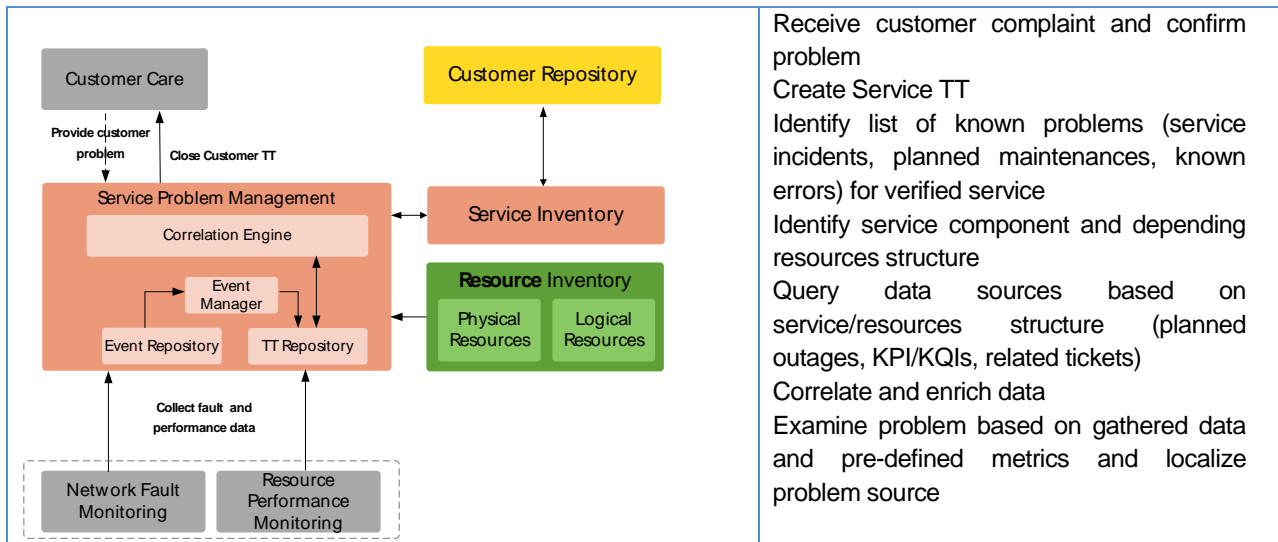 Customer Care
Customer Repository
Provide customer
problem
Close Customer TT
Service Problem Management
Correlation Engine
Event
Manager
Event Repository
TT Repository
Service Inventory
Resource Inventory
Physical
Resources
Logical
Resources
Collect fault and
performance data
Network Fault
Monitoring
Resource
Performance
Monitoring
Receive customer complaint and confirm
problem
Create Service TT
Identify list of known problems (service
incidents, planned maintenances, known
errors) for verified service
Identify service component and depending
resources structure
Query data sources based on
service/resources structure (planned
outages, KPI/KQIs, related tickets)
Correlate and enrich data
Examine problem based on gathered data
and pre-defined metrics and localize
problem source